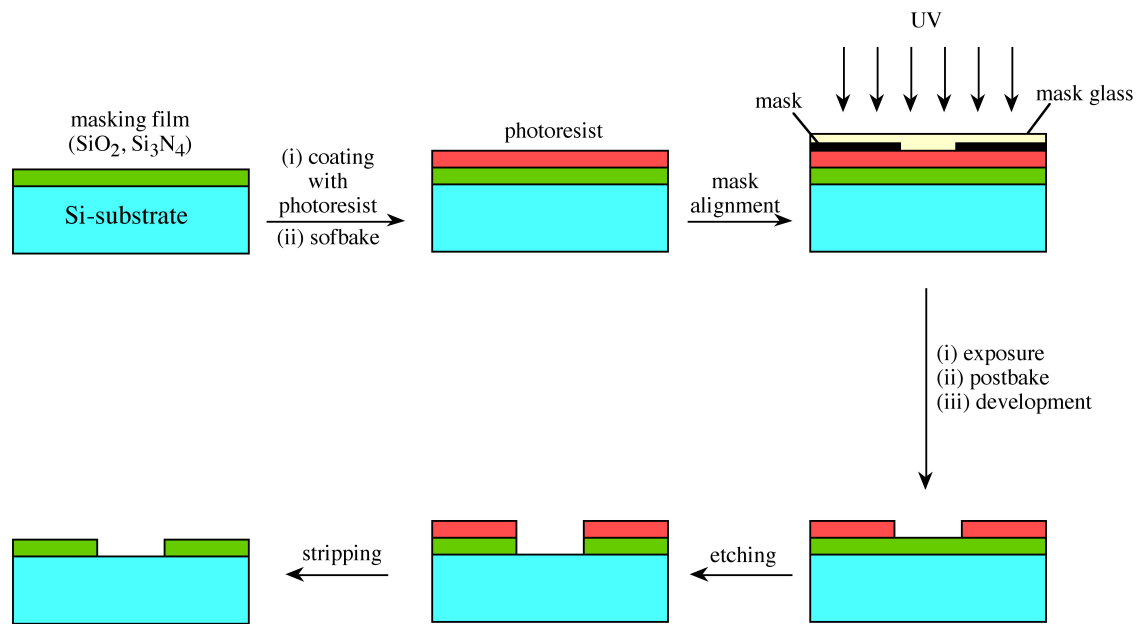 UV
mask
mask glass
masking film
(SiO2, Si3N4)
(i) coating
with
photoresist
(ii) sofbake
photoresist
mask
alignment
Si-substrate
(i) exposure
(ii) postbake
(iii) development
stripping
etching